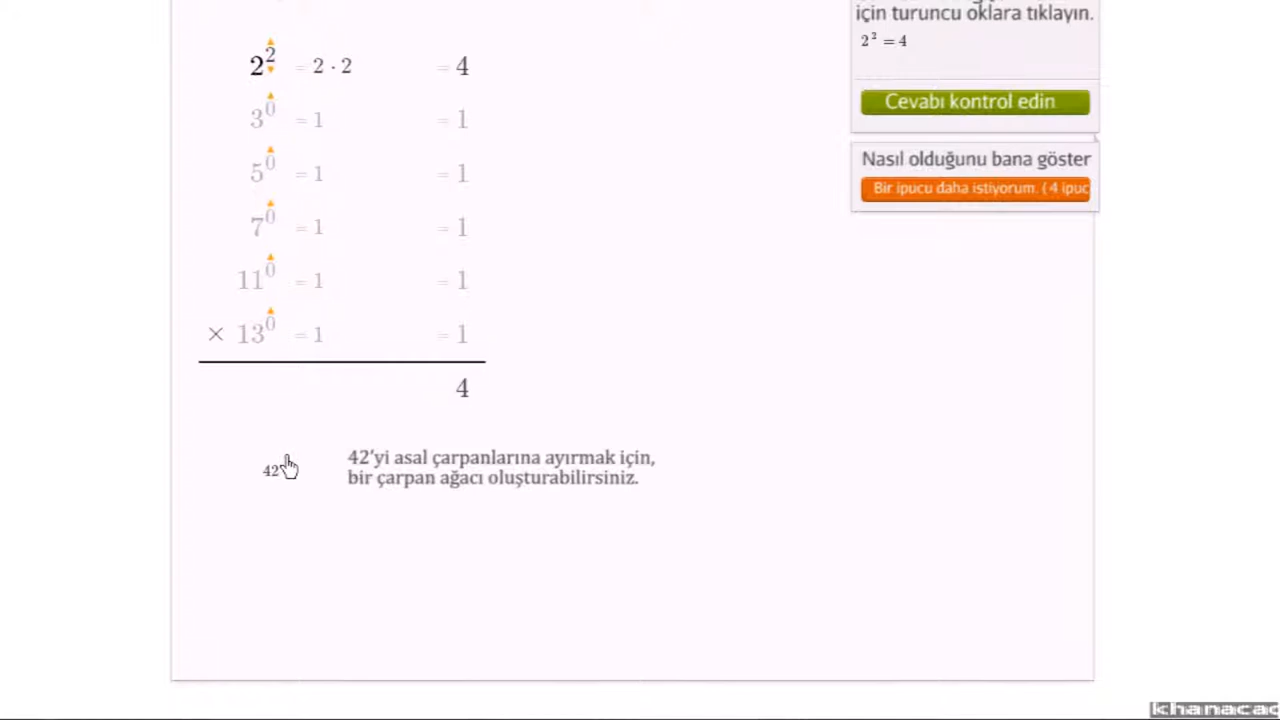 için turuncu oklara tıklayın.
2² = 4
2² = 2 · 2 = 4
3⁰ = 1 = 1
5⁰ = 1 = 1
7⁰ = 1 = 1
11⁰ = 1 = 1
× 13⁰ = 1 = 1
4
Cevabı kontrol edin
Nasıl olduğunu bana göster
Bir ipucu daha istiyorum. ( 4 ipuc
42
42'yi asal çarpanlarına ayırmak için,
bir çarpan ağacı oluşturabilirsiniz.
khanacac